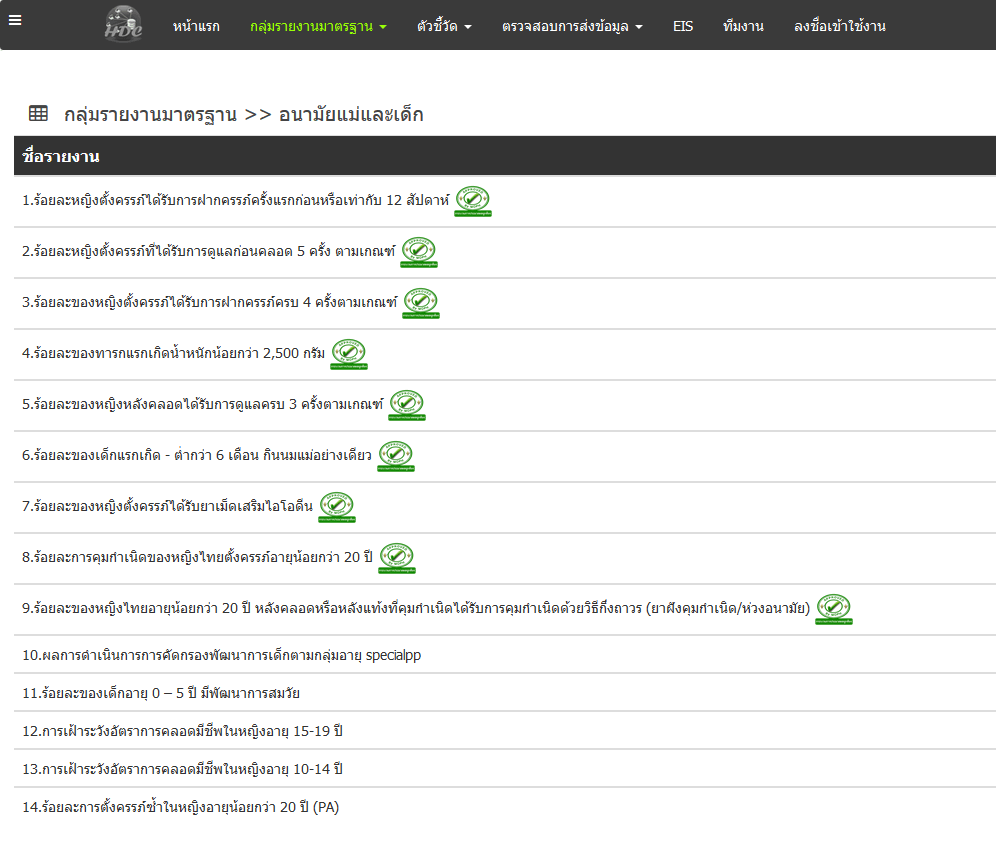 HDC
หน้าแรก กลุ่มรายงานมาตรฐาน ตัวชี้วัด ตรวจสอบการส่งข้อมูล EIS ทีมงาน ลงชื่อเข้าใช้งาน
กลุ่มรายงานมาตรฐาน >> อนามัยแม่และเด็ก
ชื่อรายงาน
1.ร้อยละหญิงตั้งครรภ์ได้รับการฝากครรภ์ครั้งแรกก่อนหรือเท่ากับ 12 สัปดาห์
2.ร้อยละหญิงตั้งครรภ์ที่ได้รับการดูแลก่อนคลอด 5 ครั้ง ตามเกณฑ์
3.ร้อยละของหญิงตั้งครรภ์ได้รับการฝากครรภ์ครบ 4 ครั้งตามเกณฑ์
4.ร้อยละของทารกแรกเกิดน้ำหนักน้อยกว่า 2,500 กรัม
5.ร้อยละของหญิงหลังคลอดได้รับการดูแลครบ 3 ครั้งตามเกณฑ์
6.ร้อยละของเด็กแรกเกิด - ต่ำกว่า 6 เดือน กินนมแม่อย่างเดียว
7.ร้อยละของหญิงตั้งครรภ์ได้รับยาเม็ดเสริมไอโอดีน
8.ร้อยละการคุมกำเนิดของหญิงไทยตั้งครรภ์อายุน้อยกว่า 20 ปี
9.ร้อยละของหญิงไทยอายุน้อยกว่า 20 ปี หลังคลอดหรือหลังแท้งที่คุมกำเนิดได้รับการคุมกำเนิดด้วยวิธีกึ่งถาวร (ยาฝังคุมกำเนิด/ห่วงอนามัย)
10.ผลการดำเนินการการคัดกรองพัฒนาการเด็กตามกลุ่มอายุ specialpp
11.ร้อยละของเด็กอายุ 0 – 5 ปี มีพัฒนาการสมวัย
12.การเฝ้าระวังอัตราการคลอดมีชีพในหญิงอายุ 15-19 ปี
13.การเฝ้าระวังอัตราการคลอดมีชีพในหญิงอายุ 10-14 ปี
14.ร้อยละการตั้งครรภ์ซ้ำในหญิงอายุน้อยกว่า 20 ปี (PA)